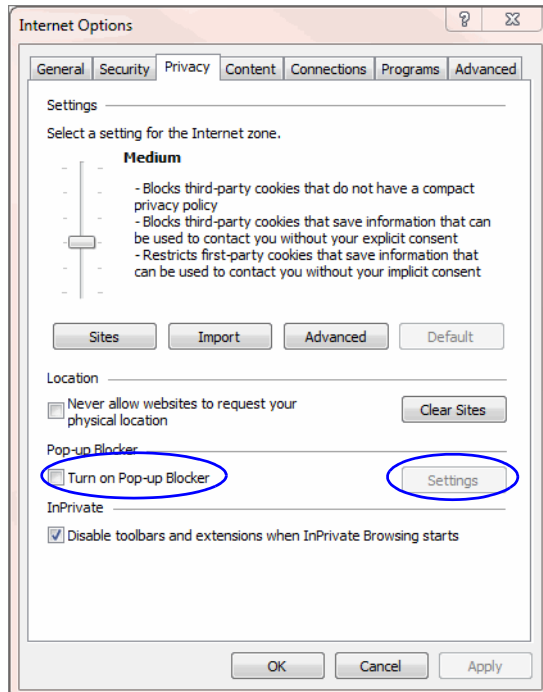 Internet Options
General Security Privacy Content Connections Programs Advanced
Settings
Select a setting for the Internet zone.
Medium
- Blocks third-party cookies that do not have a compact
privacy policy
- Blocks third-party cookies that save information that can
be used to contact you without your explicit consent
- Restricts first-party cookies that save information that
can be used to contact you without your implicit consent
Sites Import Advanced Default
Location
Never allow websites to request your
physical location
Clear Sites
Pop-up Blocker
Turn on Pop-up Blocker Settings
InPrivate
Disable toolbars and extensions when InPrivate Browsing starts
OK Cancel Apply